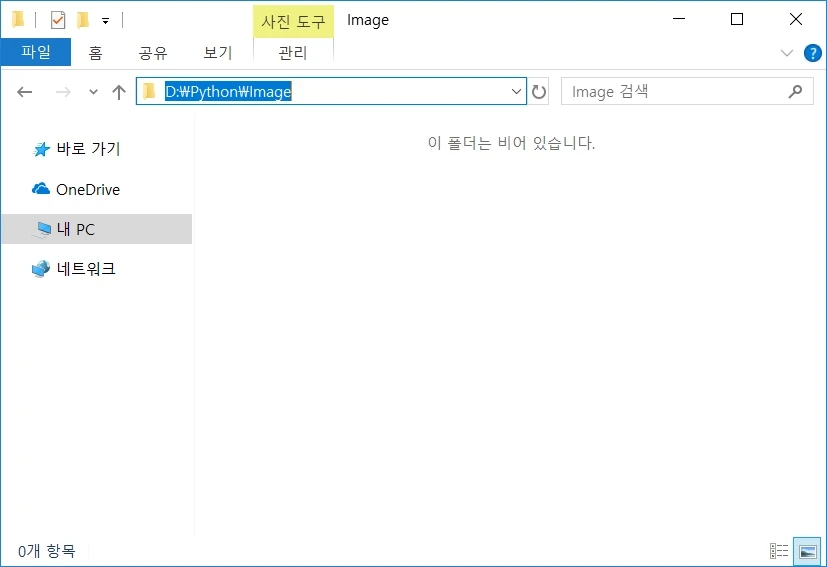 사진 도구 Image
파일 홈 공유 보기 관리
D:₩Python₩Image Image 검색
바로 가기
OneDrive
내 PC
네트워크
이 폴더는 비어 있습니다.
0개 항목